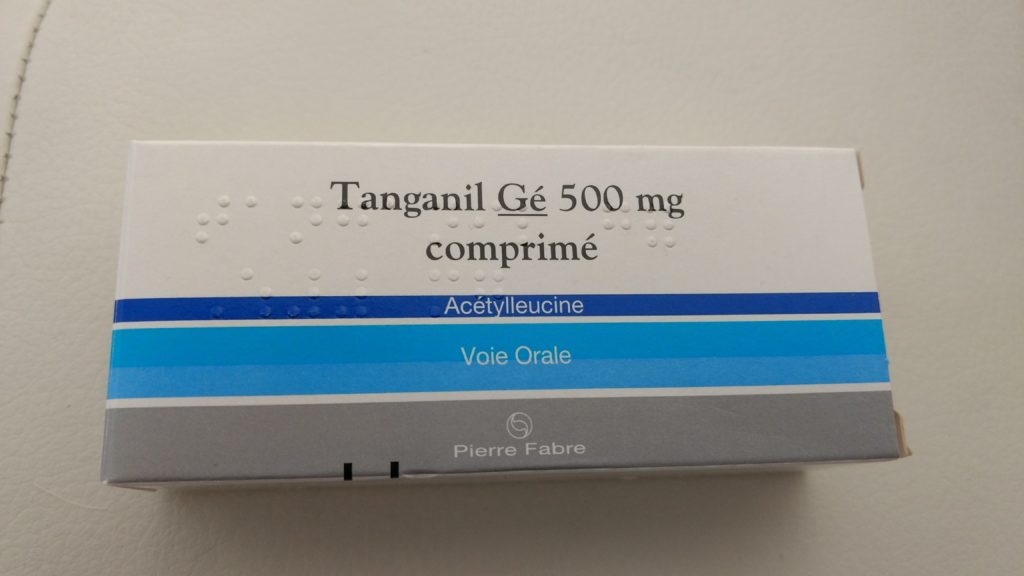 Tanganil Gé 500 mg
comprimé
Acétylleucine
Voie Orale
Pierre Fabre